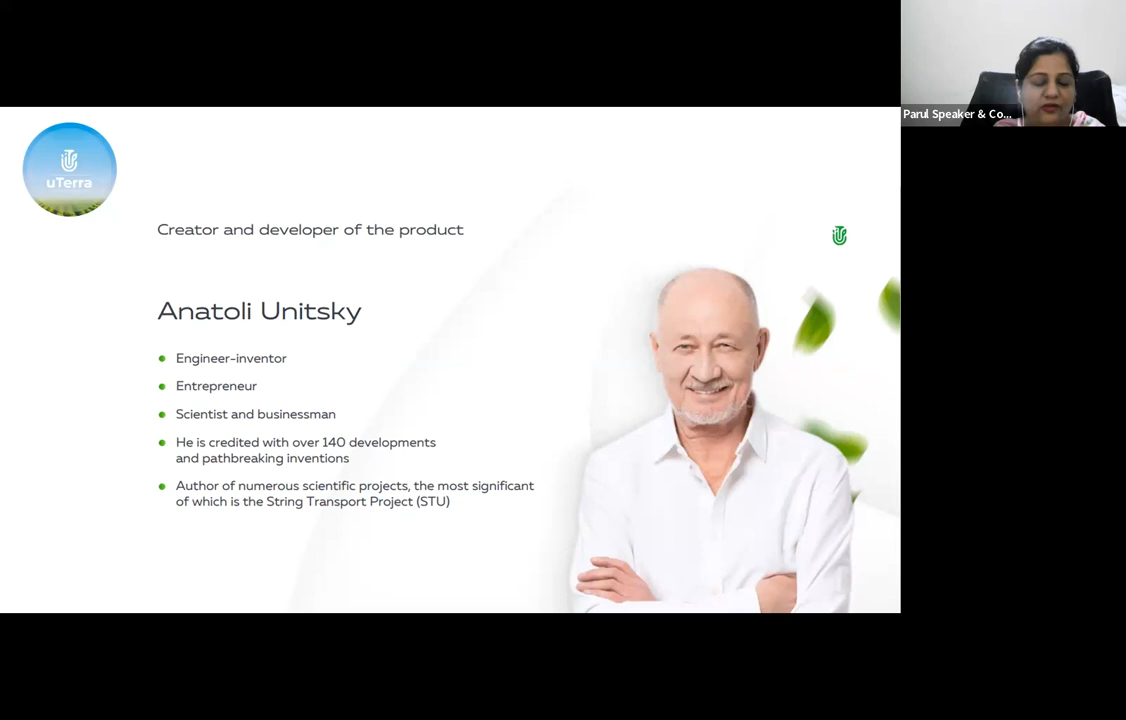 Parul Speaker & Co...
uTerra
Creator and developer of the product
Anatoli Unitsky
Engineer-inventor
Entrepreneur
Scientist and businessman
He is credited with over 140 developments
and pathbreaking inventions
Author of numerous scientific projects, the most significant
of which is the String Transport Project (STU)